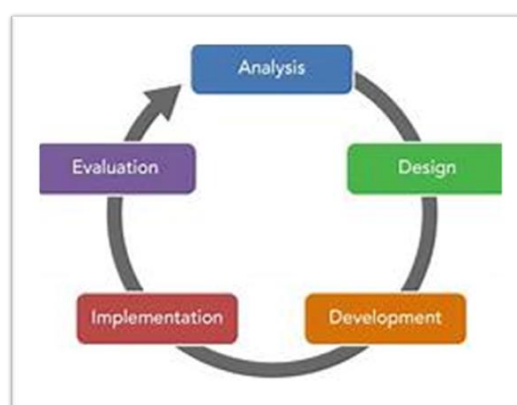 Analysis
Design
Development
Implementation
Evaluation